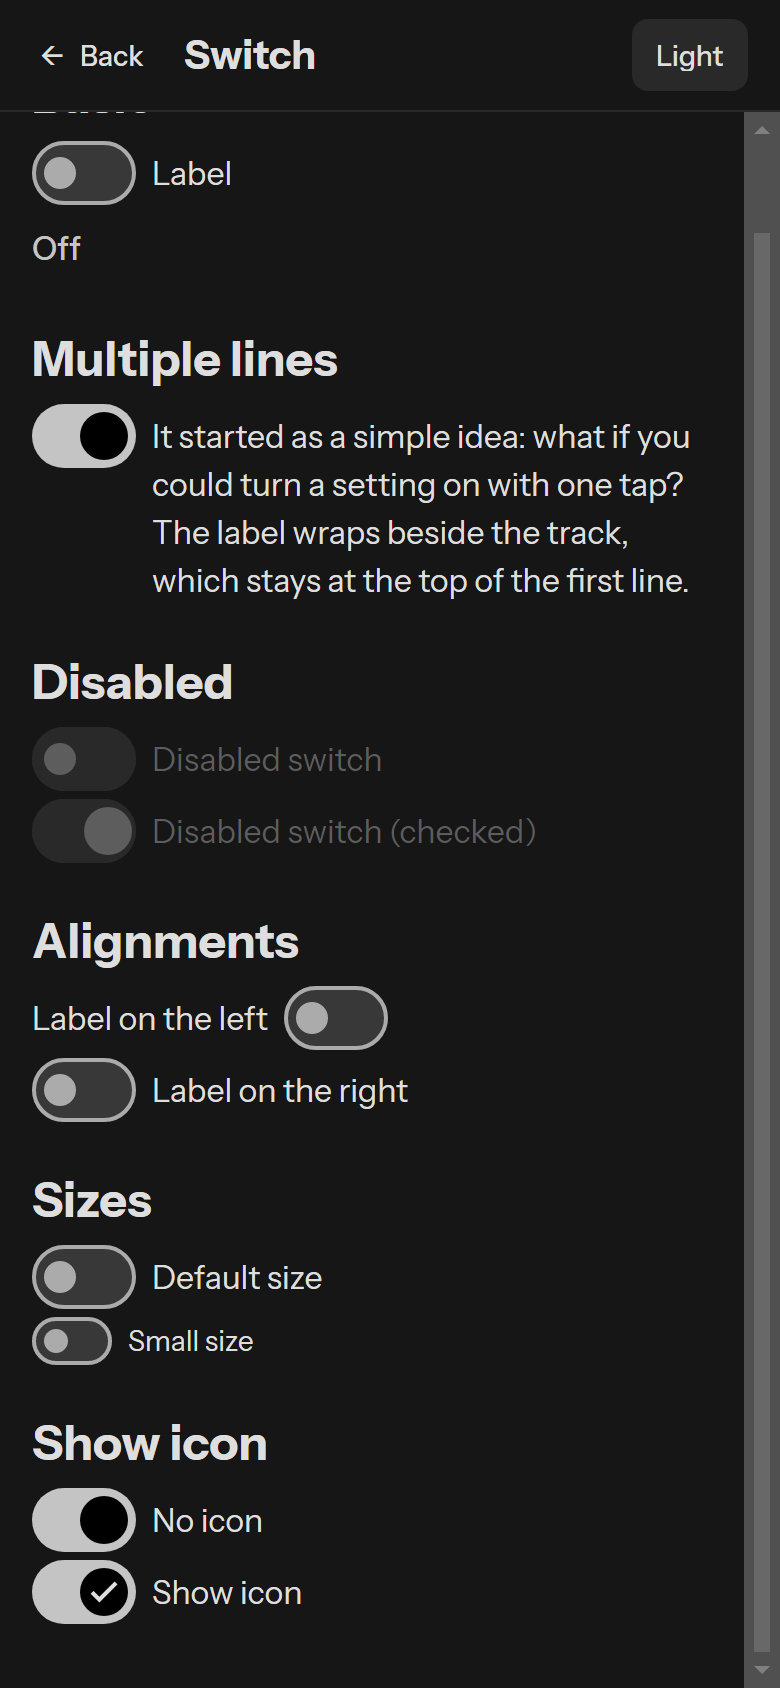 Back
Switch
Light
Label
Off
Multiple lines
It started as a simple idea: what if you
could turn a setting on with one tap?
The label wraps beside the track,
which stays at the top of the first line.
Disabled
Disabled switch
Disabled switch (checked)
Alignments
Label on the left
Label on the right
Sizes
Default size
Small size
Show icon
No icon
Show icon